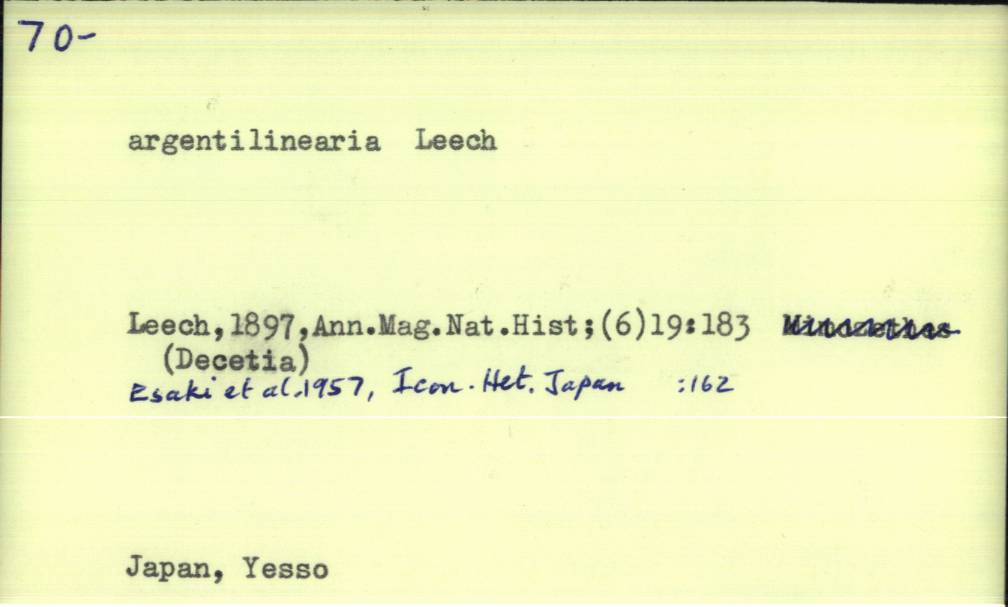 70-
argentilinearia Leech
Leech,1897,Ann.Mag.Nat.Hist;(6)19:183
(Decetia)
Esaki et al.1957, Icon. Het. Japan :162
Japan, Yesso